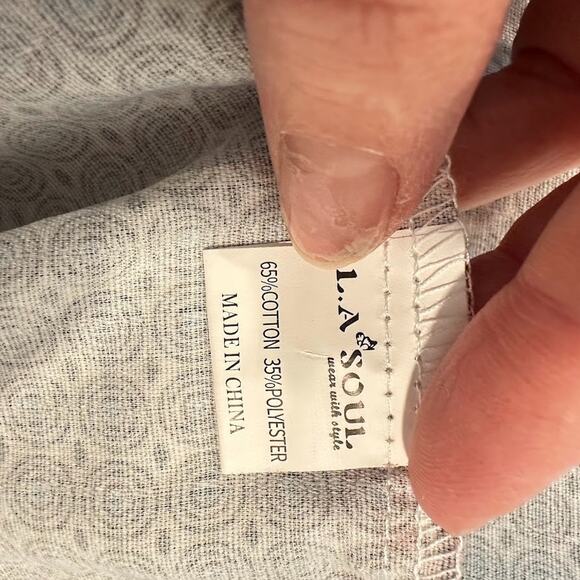 L.A SOUL
wear with style
65%COTTON 35%POLYESTER
MADE IN CHINA